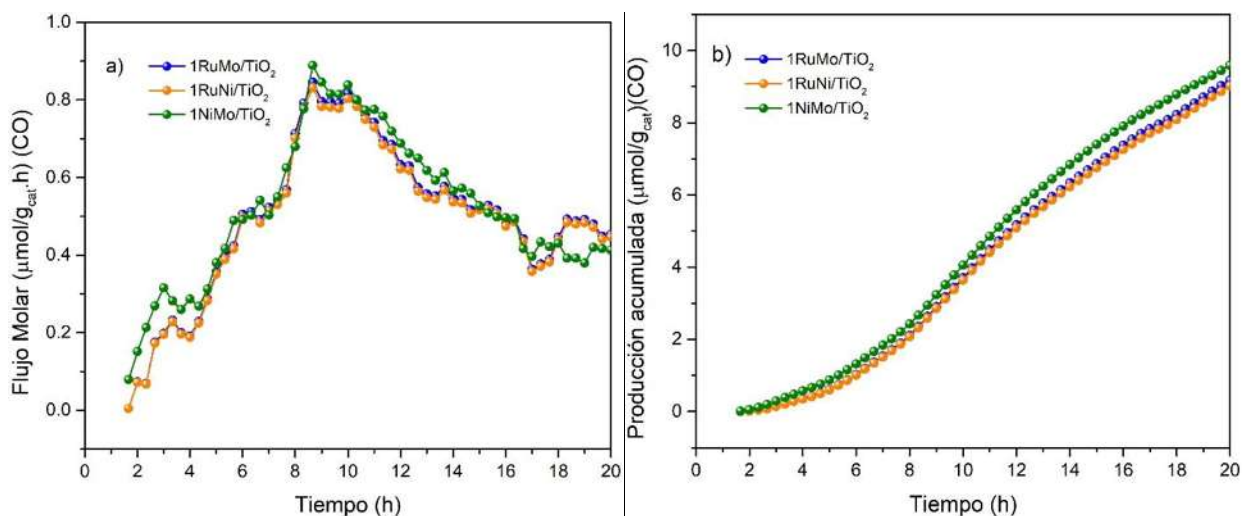 a)
1RuMo/TiO₂
1RuNi/TiO₂
1NiMo/TiO₂
Flujo Molar (μmol/g_cat.h) (CO)
1.0
0.8
0.6
0.4
0.2
0.0
0 2 4 6 8 10 12 14 16 18 20
Tiempo (h)
b)
1RuMo/TiO₂
1RuNi/TiO₂
1NiMo/TiO₂
Producción acumulada (μmol/g_cat)(CO)
10
8
6
4
2
0
0 2 4 6 8 10 12 14 16 18 20
Tiempo (h)